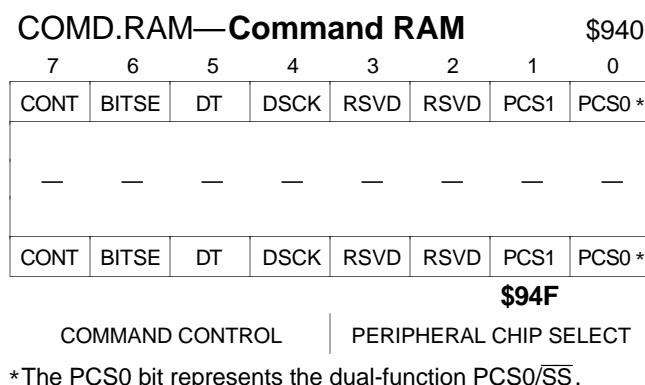 COMD.RAM—Command RAM $940
7 6 5 4 3 2 1 0
CONT BITSE DT DSCK RSVD RSVD PCS1 PCS0 *
— — — — — — — —
CONT BITSE DT DSCK RSVD RSVD PCS1 PCS0 *
$94F
COMMAND CONTROL PERIPHERAL CHIP SELECT
*The PCS0 bit represents the dual-function PCS0/S̅S̅.